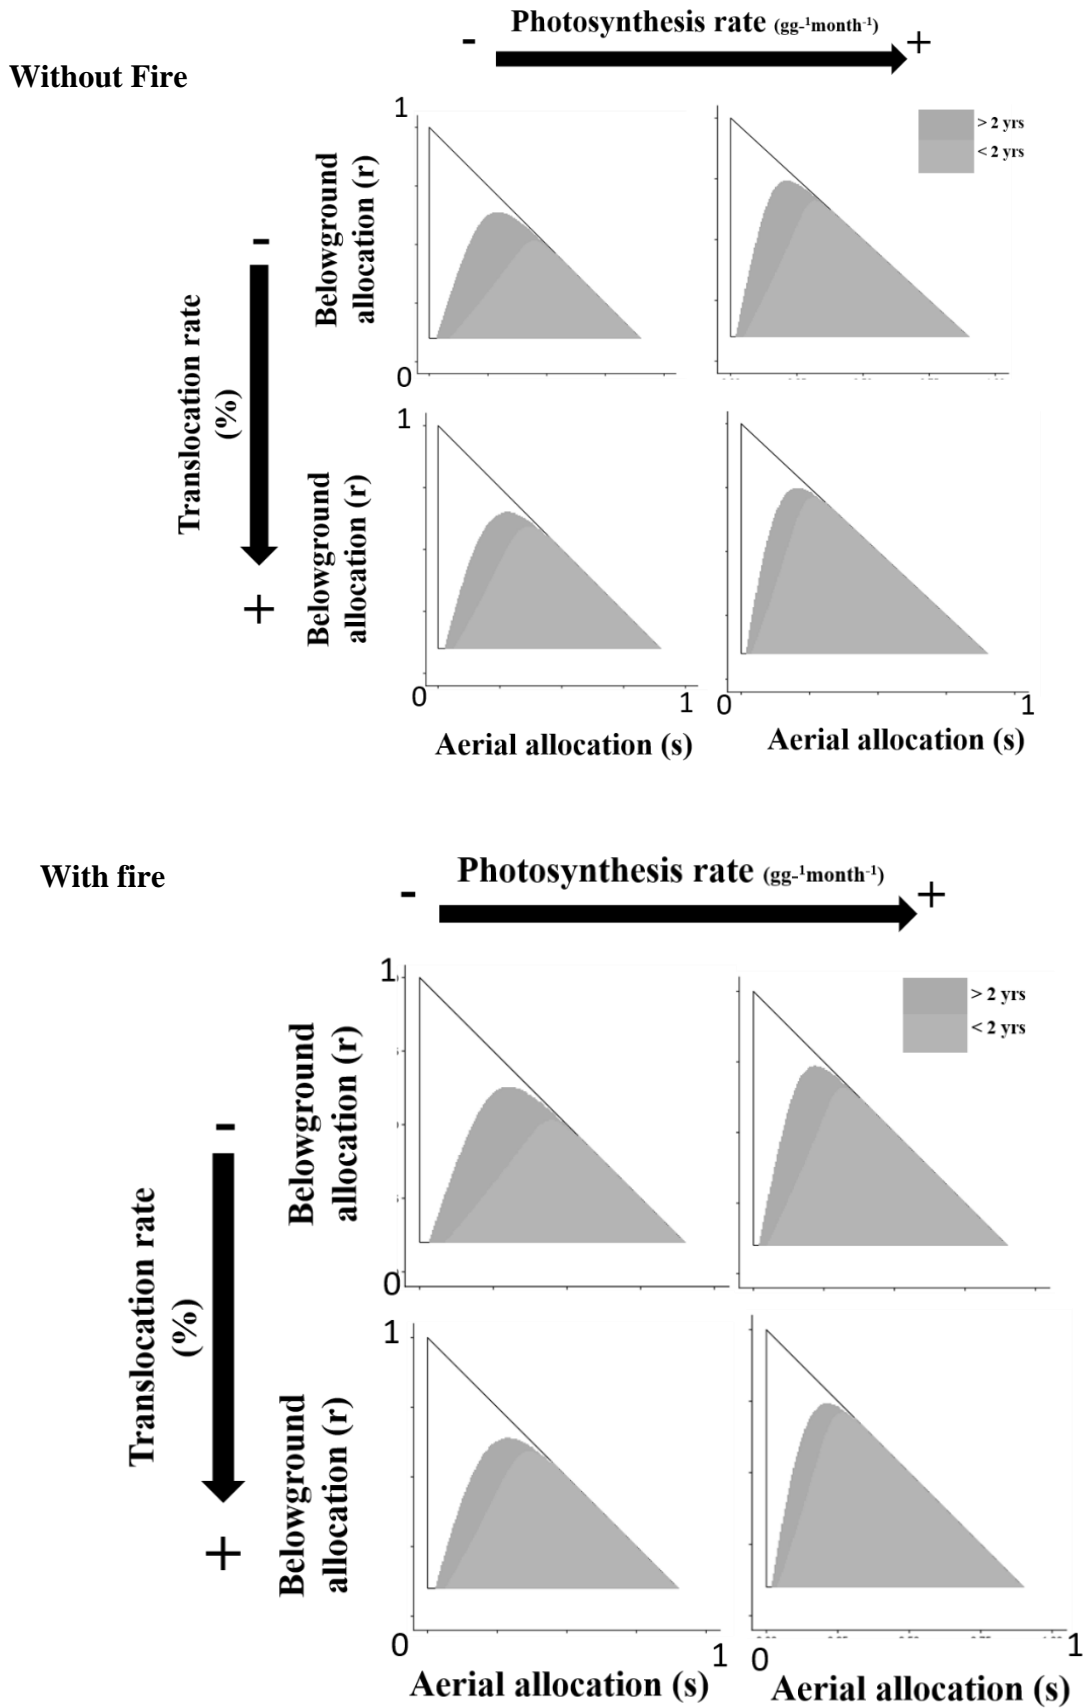 Photosynthesis rate (gg-¹month⁻¹)
- +
Without Fire
1
> 2 yrs
< 2 yrs
Belowground
allocation (r)
-
Translocation rate
(%)
0
1
Belowground
allocation (r)
+
0 1 0 1
Aerial allocation (s) Aerial allocation (s)
With fire
Photosynthesis rate (gg-¹month⁻¹)
- +
1
> 2 yrs
< 2 yrs
Belowground
allocation (r)
-
Translocation rate
(%)
0
1
Belowground
allocation (r)
+
0 1 0 1
Aerial allocation (s) Aerial allocation (s)